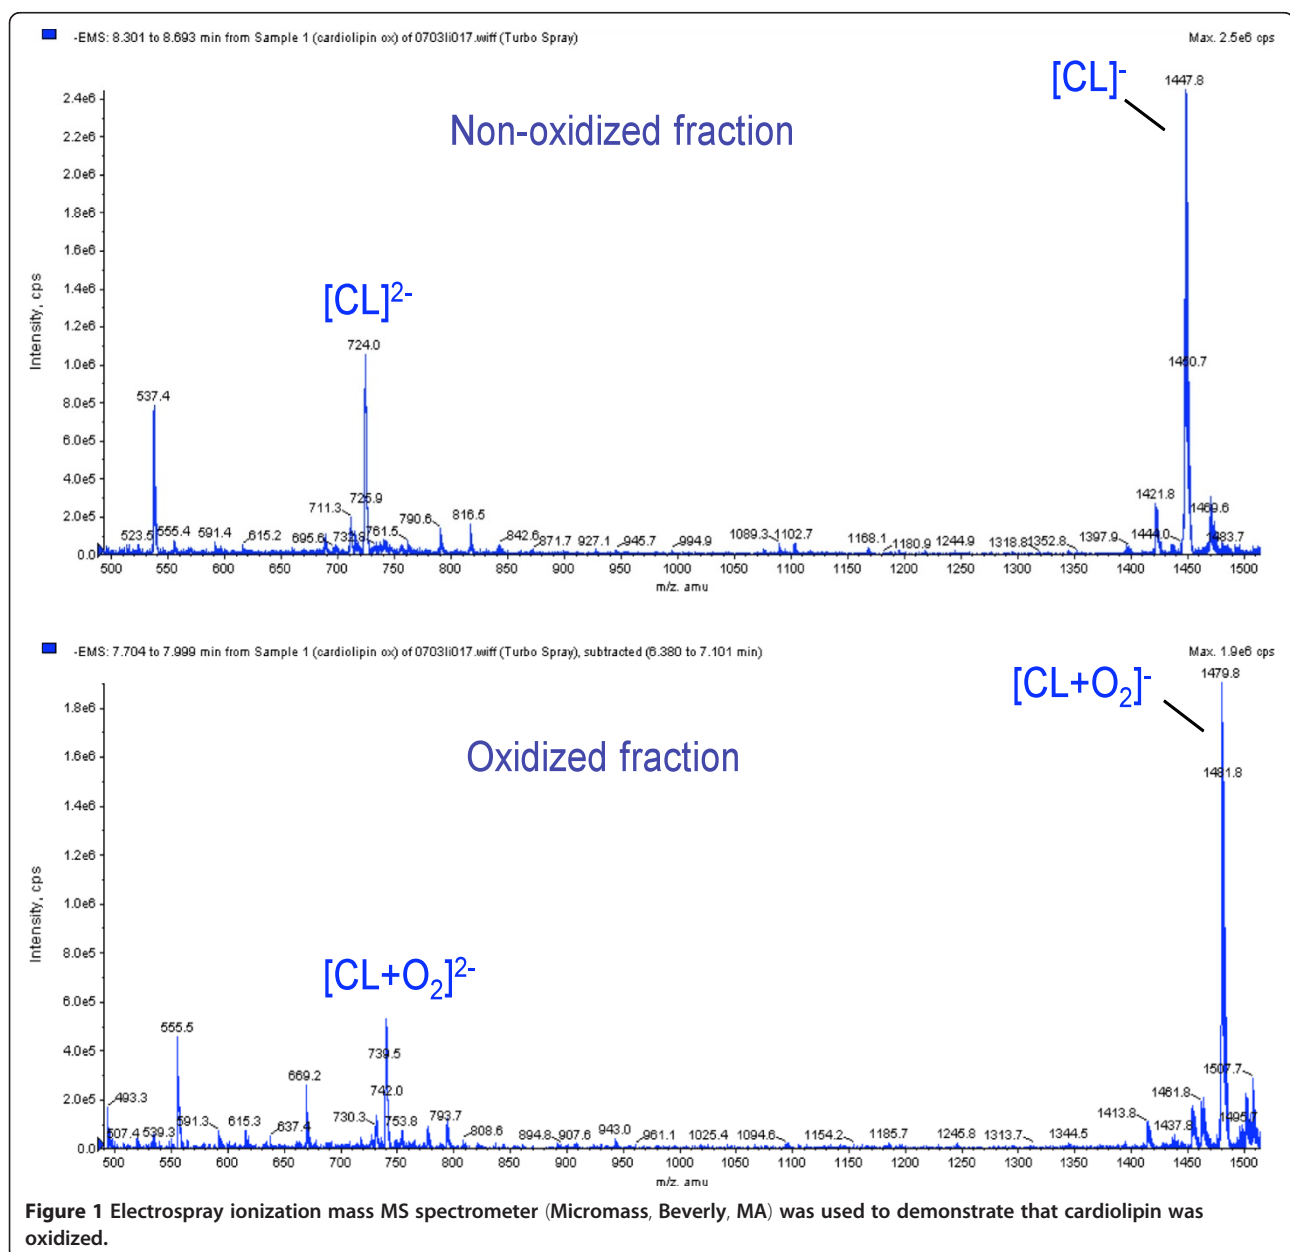 -EMS: 8.301 to 8.693 min from Sample 1 (cardiolipin ox) of 0703li017.wiff (Turbo Spray)
Max. 2.5e6 cps
[CL]-
1447.8
Non-oxidized fraction
2.4e6
2.2e6
2.0e6
1.8e6
1.6e6
1.4e6
1.2e6
1.0e6
8.0e5
6.0e5
4.0e5
2.0e5
0.0
Intensity, cps
[CL]2-
724.0
1450.7
537.4
711.3
725.9
790.6
816.5
1421.8
1469.6
523.5
555.4
591.4
615.2
695.6
732.8
761.5
842.6
871.7
927.1
945.7
994.9
1089.3
1102.7
1168.1
1180.9
1244.9
1318.8
1352.8
1397.9
1444.0
1483.7
500 550 600 650 700 750 800 850 900 950 1000 1050 1100 1150 1200 1250 1300 1350 1400 1450 1500
m/z, amu
-EMS: 7.704 to 7.999 min from Sample 1 (cardiolipin ox) of 0703li017.wiff (Turbo Spray), subtracted (6.380 to 7.101 min)
Max. 1.9e6 cps
[CL+O2]-
1479.8
Oxidized fraction
1.8e6
1.6e6
1.4e6
1.2e6
1.0e6
8.0e5
6.0e5
4.0e5
2.0e5
0.0
Intensity, cps
1481.8
[CL+O2]2-
555.5
739.5
669.2
742.0
1507.7
493.3
591.3
615.3
637.4
730.3
753.8
793.7
1413.8
1461.8
1495.7
507.4
539.3
808.6
894.8
907.6
943.0
961.1
1025.4
1094.6
1154.2
1185.7
1245.8
1313.7
1344.5
1437.8
500 550 600 650 700 750 800 850 900 950 1000 1050 1100 1150 1200 1250 1300 1350 1400 1450 1500
m/z, amu
Figure 1 Electrospray ionization mass MS spectrometer (Micromass, Beverly, MA) was used to demonstrate that cardiolipin was
oxidized.